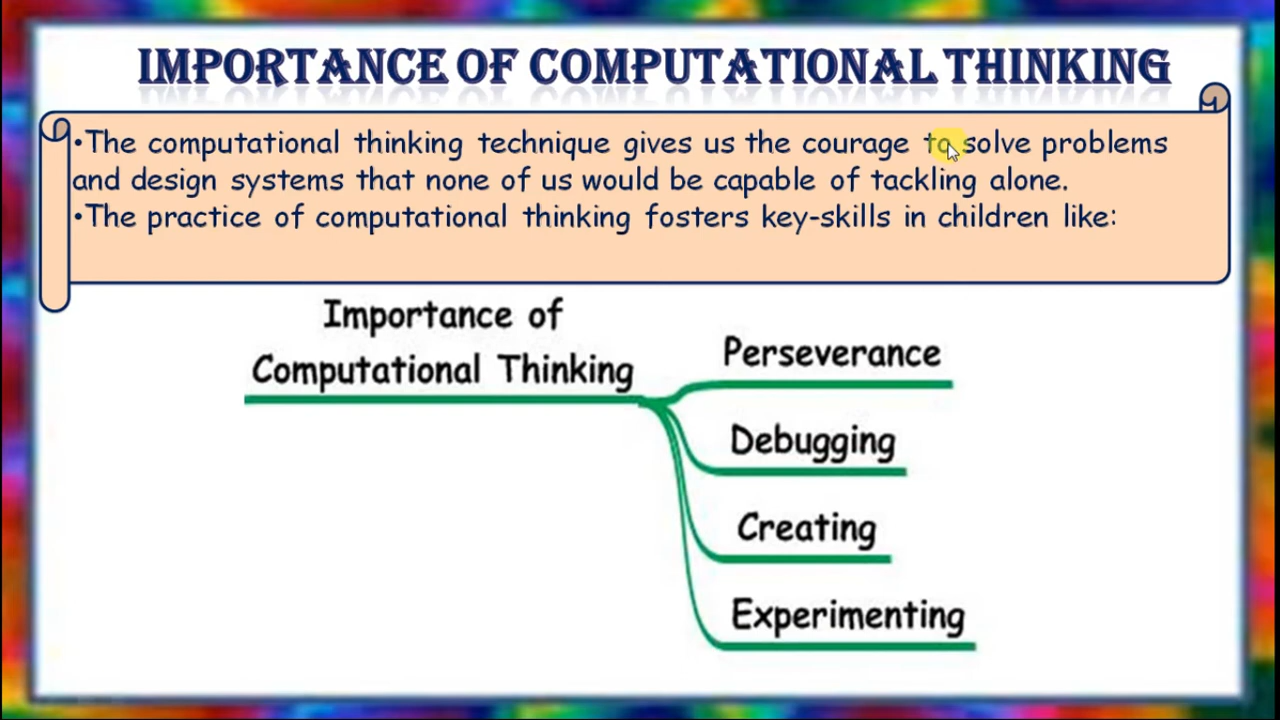 IMPORTANCE OF COMPUTATIONAL THINKING
•The computational thinking technique gives us the courage to solve problems
and design systems that none of us would be capable of tackling alone.
•The practice of computational thinking fosters key-skills in children like:
Importance of
Computational Thinking
Perseverance
Debugging
Creating
Experimenting